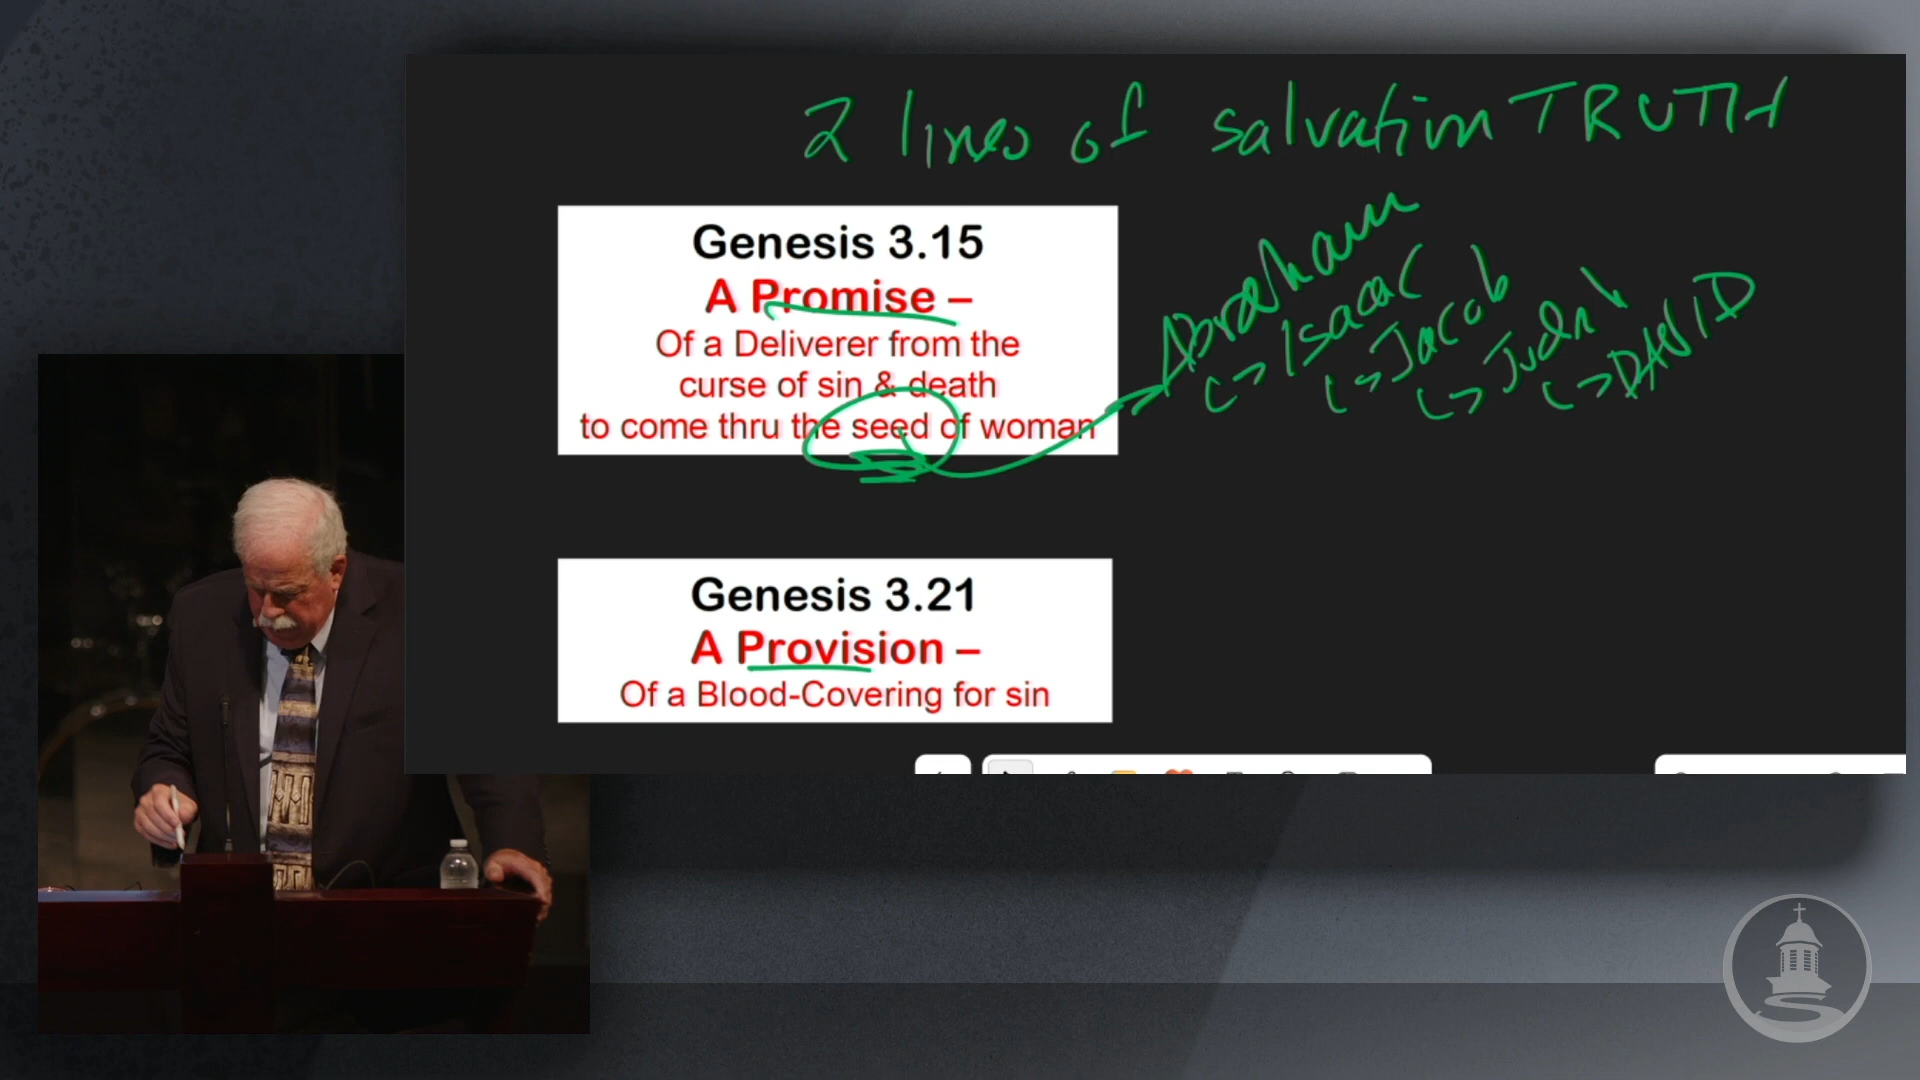 2 lines of salvation TRUTH
Genesis 3.15
A Promise –
Of a Deliverer from the
curse of sin & death
to come thru the seed of woman
Abraham
Isaac
Jacob
Judah
DAVID
Genesis 3.21
A Provision –
Of a Blood-Covering for sin